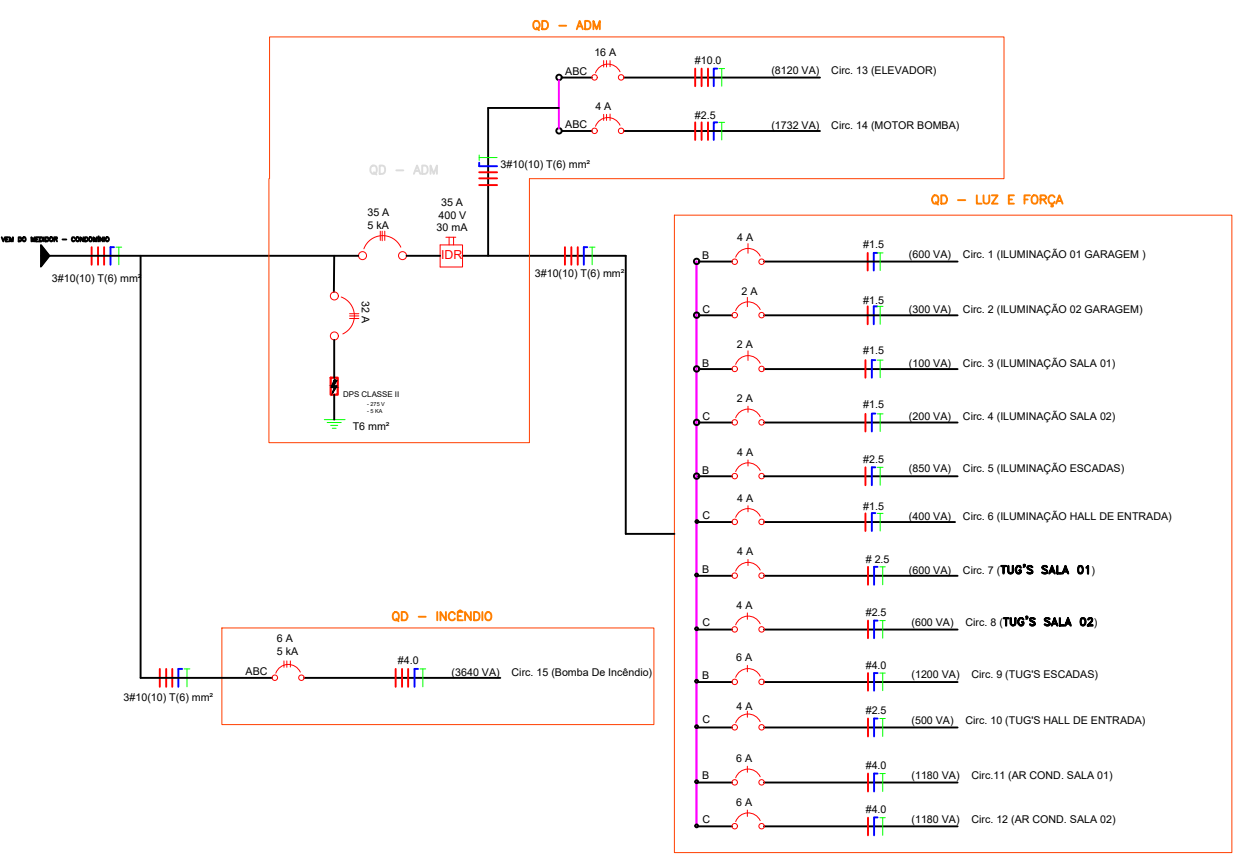 QD - ADM
16 A
ABC
#10.0
(8120 VA) Circ. 13 (ELEVADOR)
4 A
ABC
#2.5
(1732 VA) Circ. 14 (MOTOR BOMBA)
3#10(10) T(6) mm²
QD - ADM
VEM DO MEDIDOR - CONDOMÍNIO
3#10(10) T(6) mm²
35 A
5 kA
35 A
400 V
30 mA
IDR
3#10(10) T(6) mm²
32 A
DPS CLASSE II
- 275 V
- 5 KA
T6 mm²
QD - LUZ E FORÇA
4 A
B
#1.5
(600 VA) Circ. 1 (ILUMINAÇÃO 01 GARAGEM )
2 A
C
#1.5
(300 VA) Circ. 2 (ILUMINAÇÃO 02 GARAGEM)
2 A
B
#1.5
(100 VA) Circ. 3 (ILUMINAÇÃO SALA 01)
2 A
C
#1.5
(200 VA) Circ. 4 (ILUMINAÇÃO SALA 02)
4 A
B
#2.5
(850 VA) Circ. 5 (ILUMINAÇÃO ESCADAS)
4 A
C
#1.5
(400 VA) Circ. 6 (ILUMINAÇÃO HALL DE ENTRADA)
4 A
B
# 2.5
(600 VA) Circ. 7 (TUG'S SALA 01)
4 A
C
#2.5
(600 VA) Circ. 8 (TUG'S SALA 02)
6 A
B
#4.0
(1200 VA) Circ. 9 (TUG'S ESCADAS)
4 A
C
#2.5
(500 VA) Circ. 10 (TUG'S HALL DE ENTRADA)
6 A
B
#4.0
(1180 VA) Circ.11 (AR COND. SALA 01)
6 A
C
#4.0
(1180 VA) Circ. 12 (AR COND. SALA 02)
QD - INCÊNDIO
6 A
5 kA
ABC
#4.0
(3640 VA) Circ. 15 (Bomba De Incêndio)
3#10(10) T(6) mm²